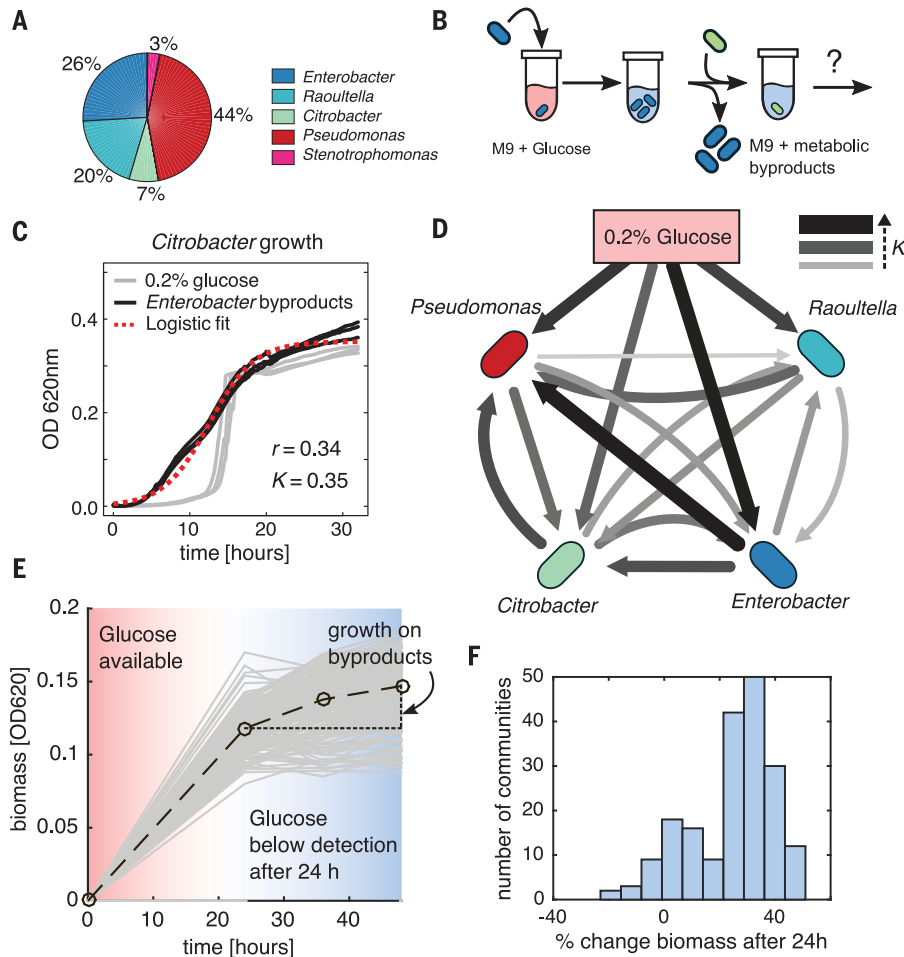 A
3%
26%
44%
20%
7%
Enterobacter
Raoultella
Citrobacter
Pseudomonas
Stenotrophomonas
B
?
M9 + Glucose
M9 + metabolic
byproducts
C
Citrobacter growth
0.2% glucose
Enterobacter byproducts
Logistic fit
OD 620nm
0.4
0.2
0.0
r = 0.34
K = 0.35
0
10
20
30
time [hours]
D
0.2% Glucose
K
Pseudomonas
Raoultella
Citrobacter
Enterobacter
E
biomass [OD620]
0.2
0.15
0.1
0.05
0
Glucose
available
growth on
byproducts
Glucose
below detection
after 24 h
0
10
20
30
40
time [hours]
F
number of communities
50
40
30
20
10
0
-40
0
40
% change biomass after 24h